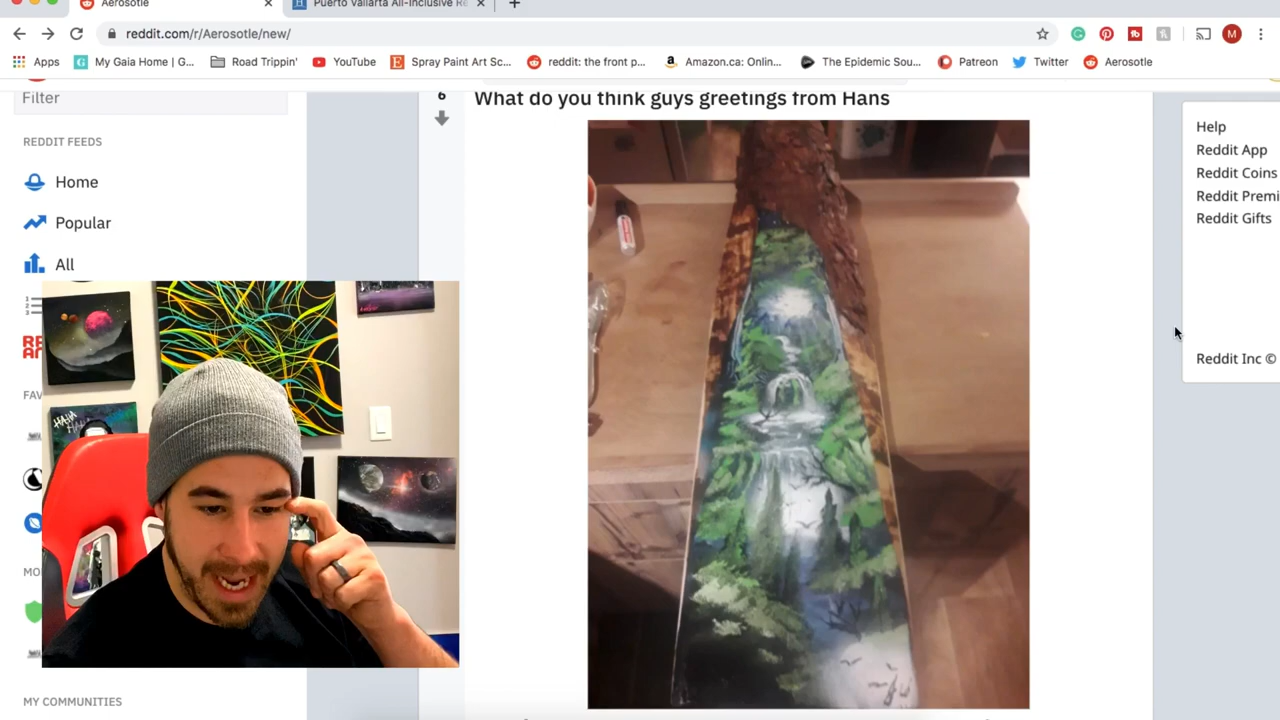 Aerosotle
Puerto Vallarta All-Inclusive Re
reddit.com/r/Aerosotle/new/
M
Apps
My Gaia Home | G...
Road Trippin'
YouTube
Spray Paint Art Sc...
reddit: the front p...
Amazon.ca: Onlin...
The Epidemic Sou...
Patreon
Twitter
Aerosotle
Filter
REDDIT FEEDS
Home
Popular
All
FAV
MO
MY COMMUNITIES
6
What do you think guys greetings from Hans
Help
Reddit App
Reddit Coins
Reddit Premi
Reddit Gifts
Reddit Inc ©